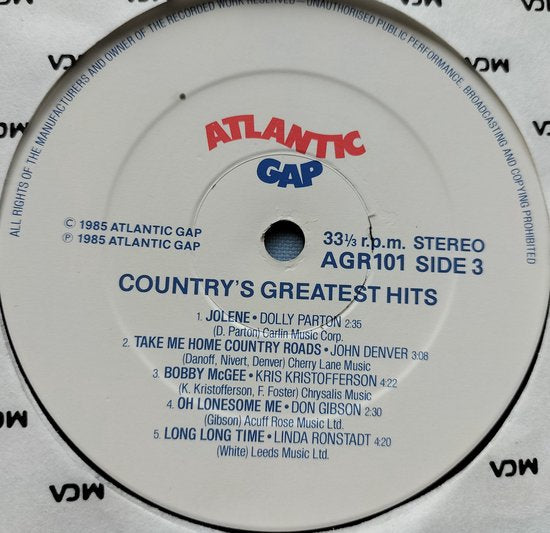 ALL RIGHTS OF THE MANUFACTURERS AND OWNER OF THE RECORDED WORK RESERVED—UNAUTHORISED PUBLIC PERFORMANCE, BROADCASTING AND COPYING PROHIBITED
ATLANTIC
GAP
© 1985 ATLANTIC GAP
℗ 1985 ATLANTIC GAP
33⅓ r.p.m. STEREO
AGR101 SIDE 3
COUNTRY'S GREATEST HITS
1. JOLENE • DOLLY PARTON 2:35
(D. Parton) Carlin Music Corp.
2. TAKE ME HOME COUNTRY ROADS • JOHN DENVER 3:08
(Danoff, Nivert, Denver) Cherry Lane Music
3. BOBBY McGEE • KRIS KRISTOFFERSON 4:22
(K. Kristofferson, F. Foster) Chrysalis Music
4. OH LONESOME ME • DON GIBSON 2:30
(Gibson) Acuff Rose Music Ltd.
5. LONG LONG TIME • LINDA RONSTADT 4:20
(White) Leeds Music Ltd.
MCA
MCA
MCA
MCA
MCA
MCA
MCA